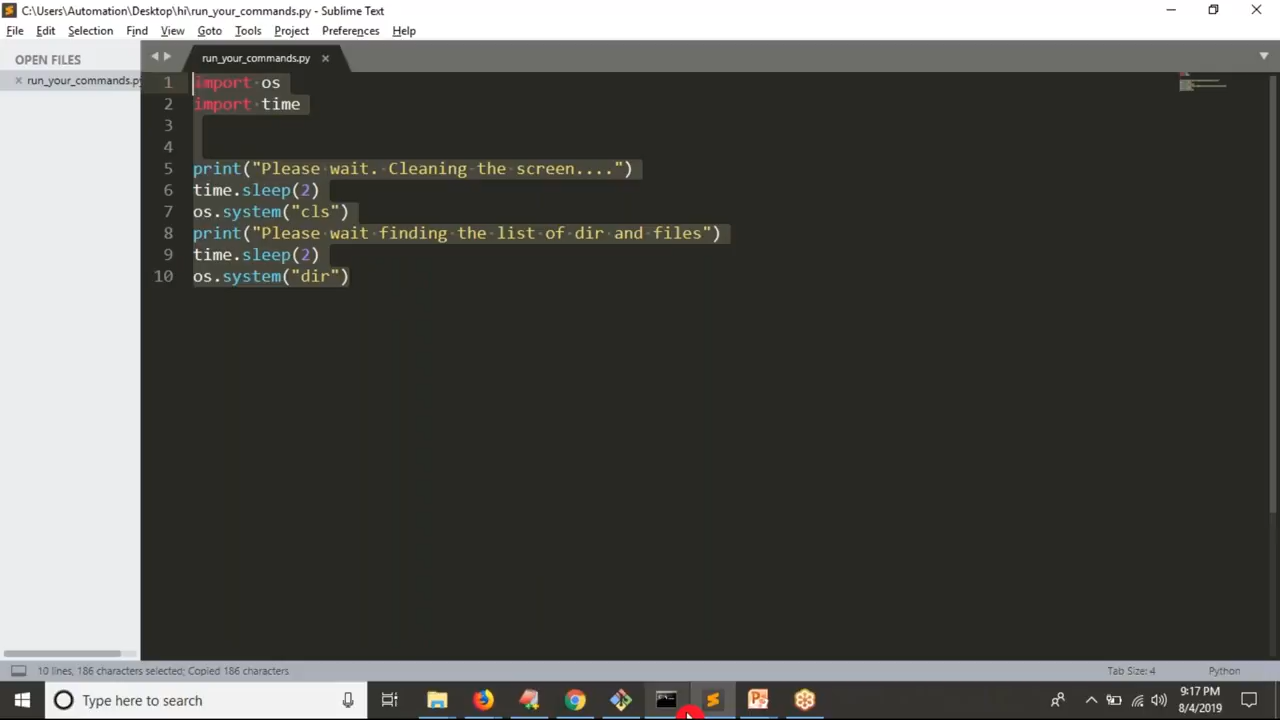 C:\Users\Automation\Desktop\hi\run_your_commands.py - Sublime Text
File Edit Selection Find View Goto Tools Project Preferences Help
OPEN FILES
run_your_commands.py
run_your_commands.py
1 import os
2 import time
3
4
5 print("Please wait. Cleaning the screen....")
6 time.sleep(2)
7 os.system("cls")
8 print("Please wait finding the list of dir and files")
9 time.sleep(2)
10 os.system("dir")
10 lines, 186 characters selected; Copied 186 characters
Tab Size: 4
Python
Type here to search
9:17 PM
8/4/2019